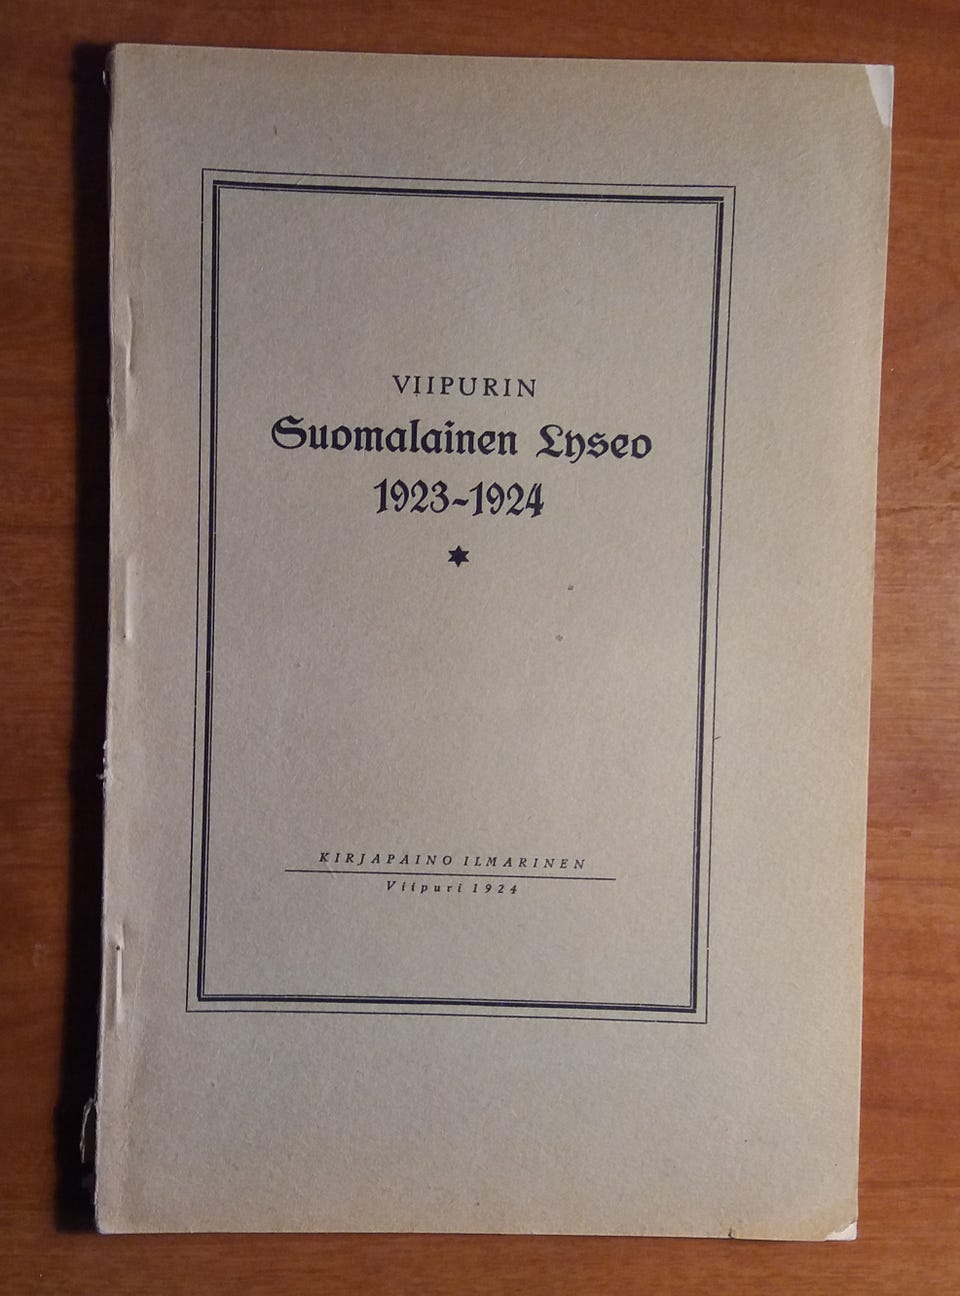 VIIPURIN
Suomalainen Lyseo
1923-1924
KIRJAPAINO ILMARINEN
Viipuri 1924